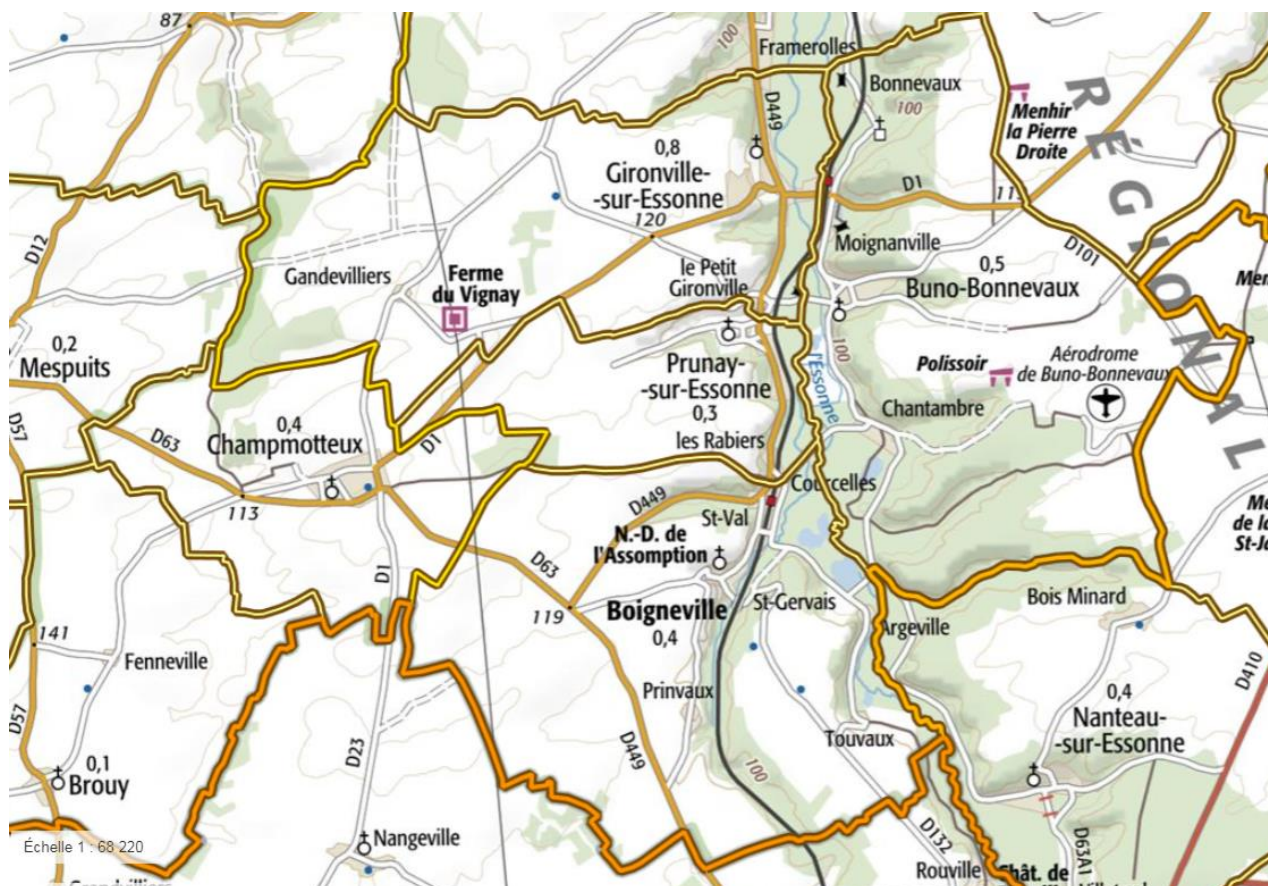 87
Framerolles
100
D449
Bonnevaux
100
Menhir
la Pierre
Droite
RÉGIONAL
0,8
Gironville
-sur-Essonne
120
D1
Moignanville
D12
D101
Gandevilliers
Ferme
du Vignay
le Petit
Gironville
0,5
Buno-Bonnevaux
0,2
Mespuits
Prunay-
-sur-Essonne
0,3
100
l'Essonne
Polissoir
Aérodrome
de Buno-Bonnevaux
D57
D63
0,4
Champmotteux
D1
les Rabiers
Chantambre
113
D449
Courcelles
St-Val
N.-D. de
l'Assomption
D1
D63
119
Boigneville
0,4
St-Gervais
Bois Minard
Argeville
141
Fenneville
D410
Prinvaux
0,4
Nanteau-
-sur-Essonne
D57
D23
D449
Touvaux
100
0,1
Brouy
Nangeville
D132
D63A1
Échelle 1 : 68 220
Rouville
Chât. de